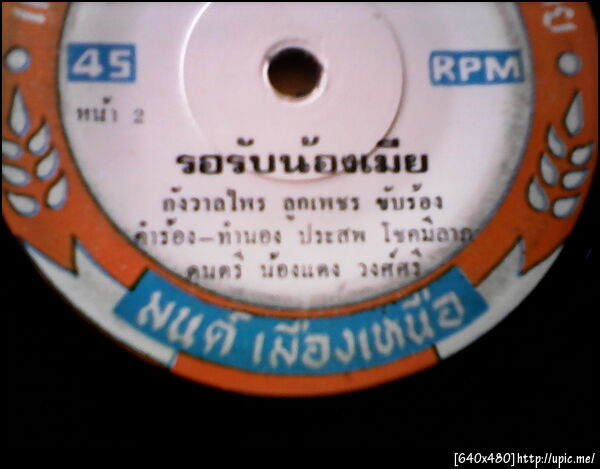 45 RPM
หน้า 2
รอรับน้องเมีย
กังวาลไพร ลูกเพชร ขับร้อง
คำร้อง-ทำนอง ประสพ โชคมีลาภ
ดนตรี น้องแดง วงศ์ศรี
มนต์เมืองเหนือ
[640x480]http://upic.me/